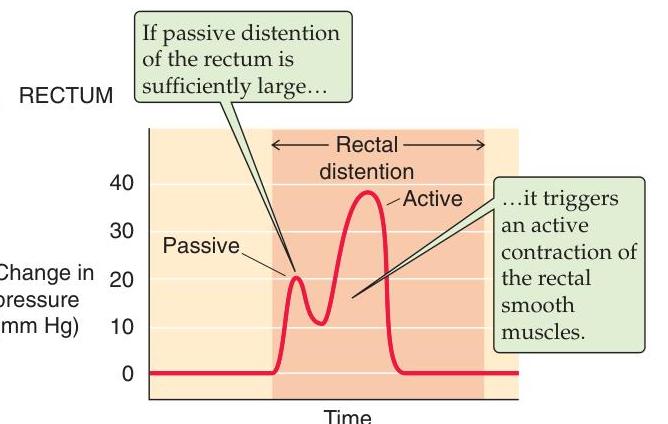 If passive distention
of the rectum is
sufficiently large…
RECTUM
Rectal
distention
40
30
20
10
0
Change in
pressure
mm Hg)
Passive
Active
…it triggers
an active
contraction of
the rectal
smooth
muscles.
Time